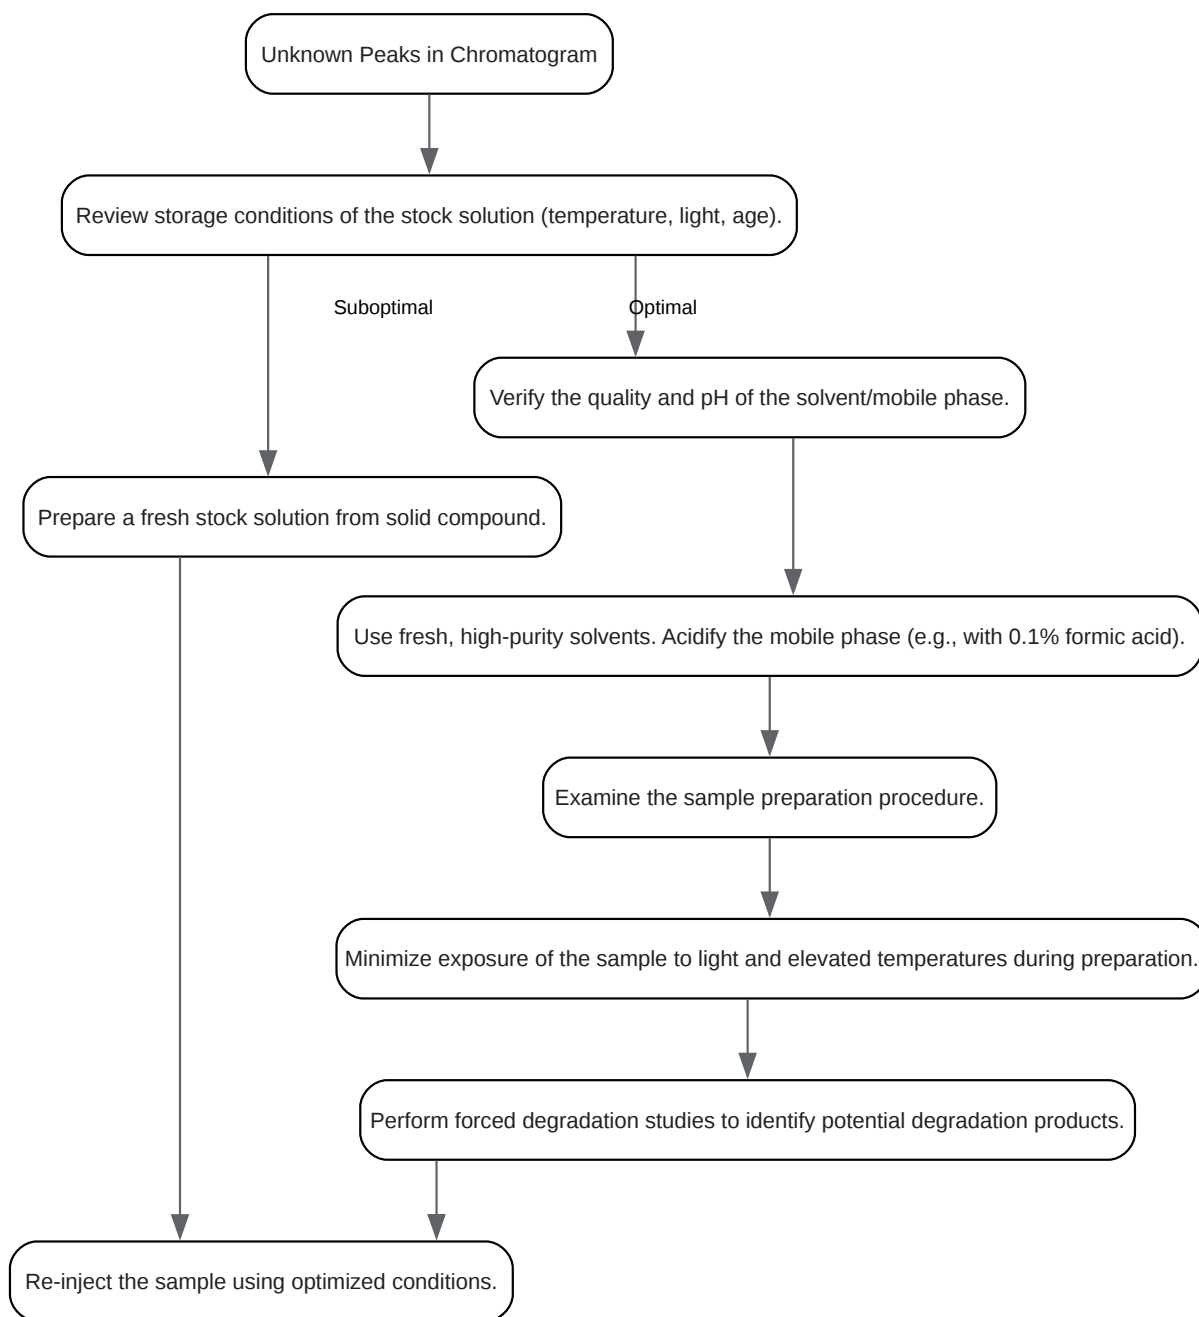 Unknown Peaks in Chromatogram
Review storage conditions of the stock solution (temperature, light, age).
Suboptimal
Optimal
Verify the quality and pH of the solvent/mobile phase.
Prepare a fresh stock solution from solid compound.
Use fresh, high-purity solvents. Acidify the mobile phase (e.g., with 0.1% formic acid).
Examine the sample preparation procedure.
Minimize exposure of the sample to light and elevated temperatures during preparation.
Perform forced degradation studies to identify potential degradation products.
Re-inject the sample using optimized conditions.